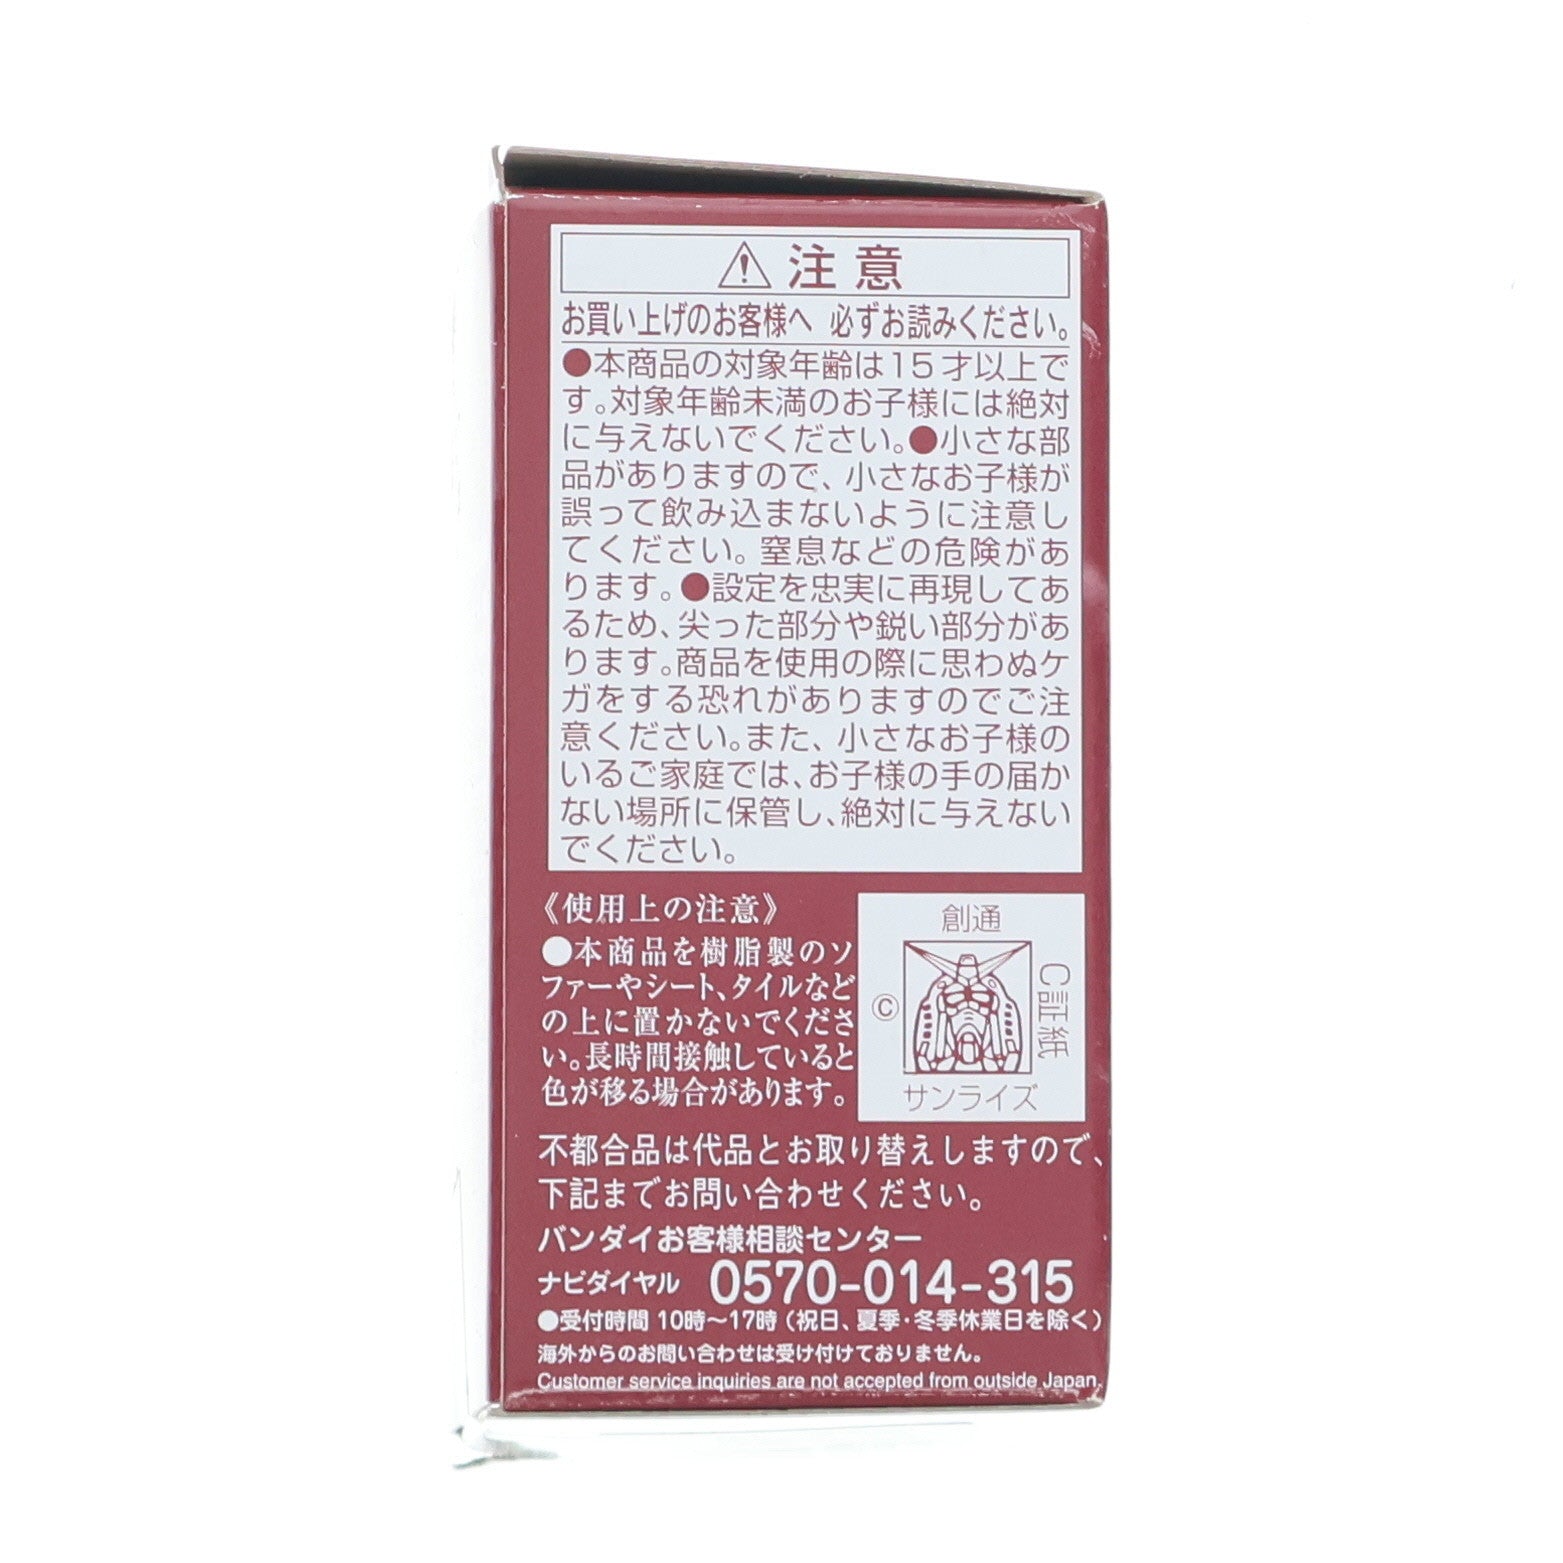 注意
お買い上げのお客様へ 必ずお読みください。
●本商品の対象年齢は15才以上で
す。対象年齢未満のお子様には絶対
に与えないでください。●小さな部
品がありますので、小さなお子様が
誤って飲み込まないように注意し
てください。窒息などの危険があ
ります。●設定を忠実に再現してあ
るため、尖った部分や鋭い部分があ
ります。商品を使用の際に思わぬケ
ガをする恐れがありますのでご注
意ください。また、小さなお子様の
いるご家庭では、お子様の手の届か
ない場所に保管し、絶対に与えない
でください。
《使用上の注意》
●本商品を樹脂製のソ
ファーやシート、タイルなど
の上に置かないでくださ
い。長時間接触していると
色が移る場合があります。
創通
©
C証紙
サンライズ
不都合品は代品とお取り替えしますので、
下記までお問い合わせください。
バンダイお客様相談センター
ナビダイヤル 0570-014-315
●受付時間 10時〜17時（祝日、夏季・冬季休業日を除く）
海外からのお問い合わせは受け付けておりません。
Customer service inquiries are not accepted from outside Japan.